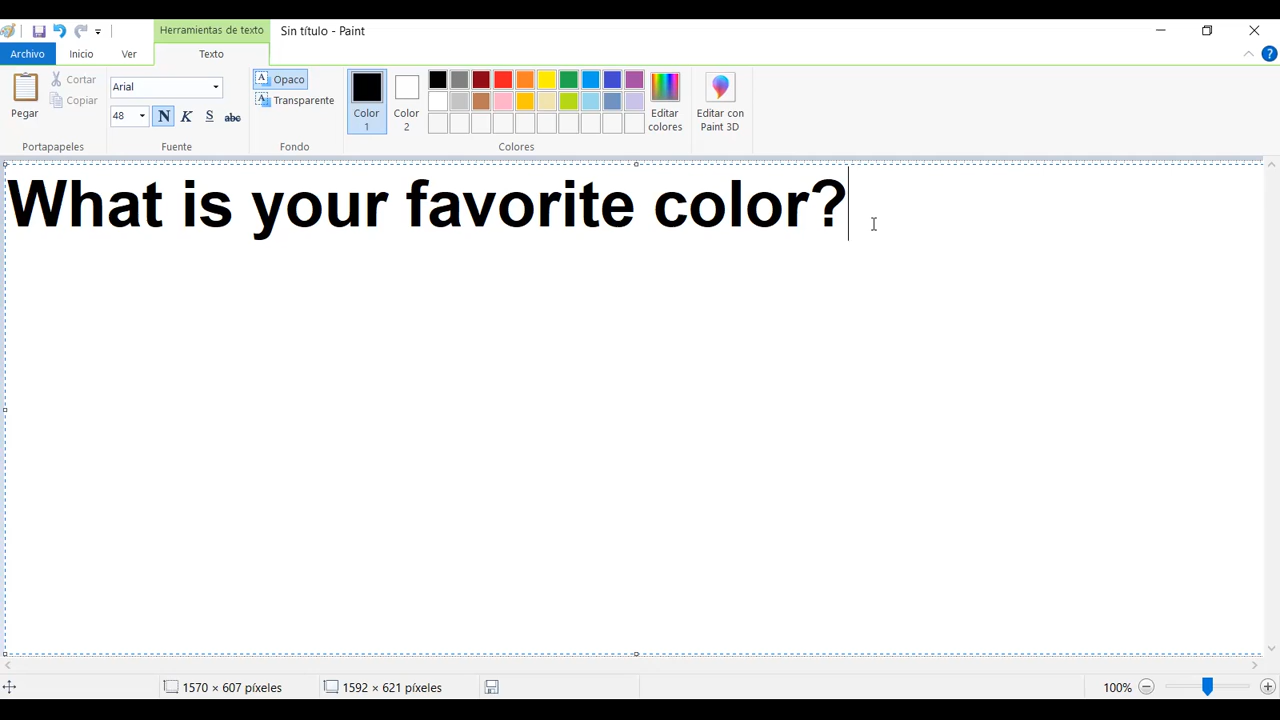 Herramientas de texto
Sin título - Paint
Archivo
Inicio
Ver
Texto
Pegar
Cortar
Copiar
Portapapeles
Arial
48
N K S abc
Fuente
Opaco
Transparente
Fondo
Color 1
Color 2
Editar colores
Colores
Editar con Paint 3D
What is your favorite color?
1570 × 607 píxeles
1592 × 621 píxeles
100%